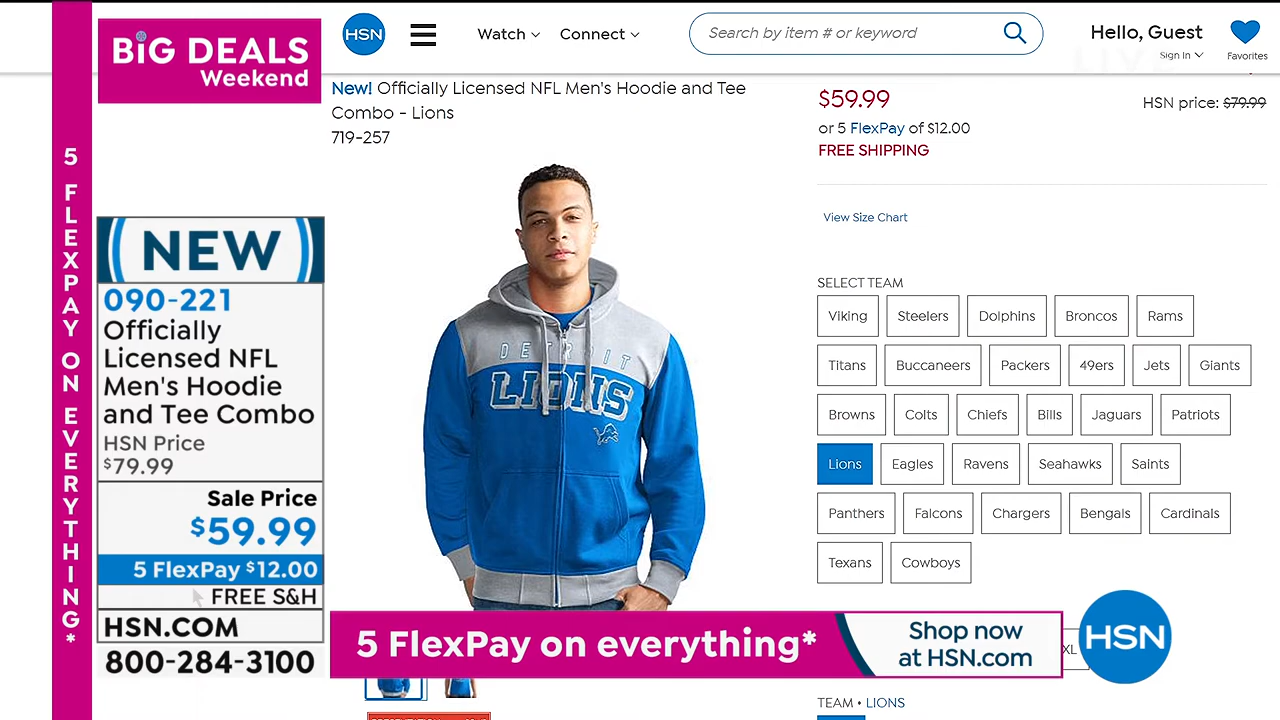 BiG DEALS
Weekend
5 FLEXPAY ON EVERYTHING*
NEW
090-221
Officially
Licensed NFL
Men's Hoodie
and Tee Combo
HSN Price
$79.99
Sale Price
$59.99
5 FlexPay $12.00
FREE S&H
HSN.COM
800-284-3100
HSN
Watch
Connect
Search by item # or keyword
Hello, Guest
Sign In
Favorites
LIVE
New! Officially Licensed NFL Men's Hoodie and Tee
Combo - Lions
719-257
DETROIT
LIONS
$59.99
HSN price: $79.99
or 5 FlexPay of $12.00
FREE SHIPPING
View Size Chart
SELECT TEAM
Viking Steelers Dolphins Broncos Rams
Titans Buccaneers Packers 49ers Jets Giants
Browns Colts Chiefs Bills Jaguars Patriots
Lions Eagles Ravens Seahawks Saints
Panthers Falcons Chargers Bengals Cardinals
Texans Cowboys
XL
5 FlexPay on everything*
Shop now
at HSN.com
HSN
TEAM • LIONS